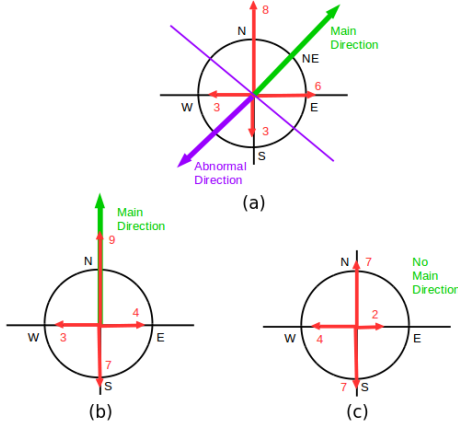 8
N
Main
Direction
NE
6
W
3
E
3
S
Abnormal
Direction
(a)
Main
Direction
9
N
4
W
3
E
7
S
(b)
N
7
No
Main
Direction
2
W
4
E
7
S
(c)